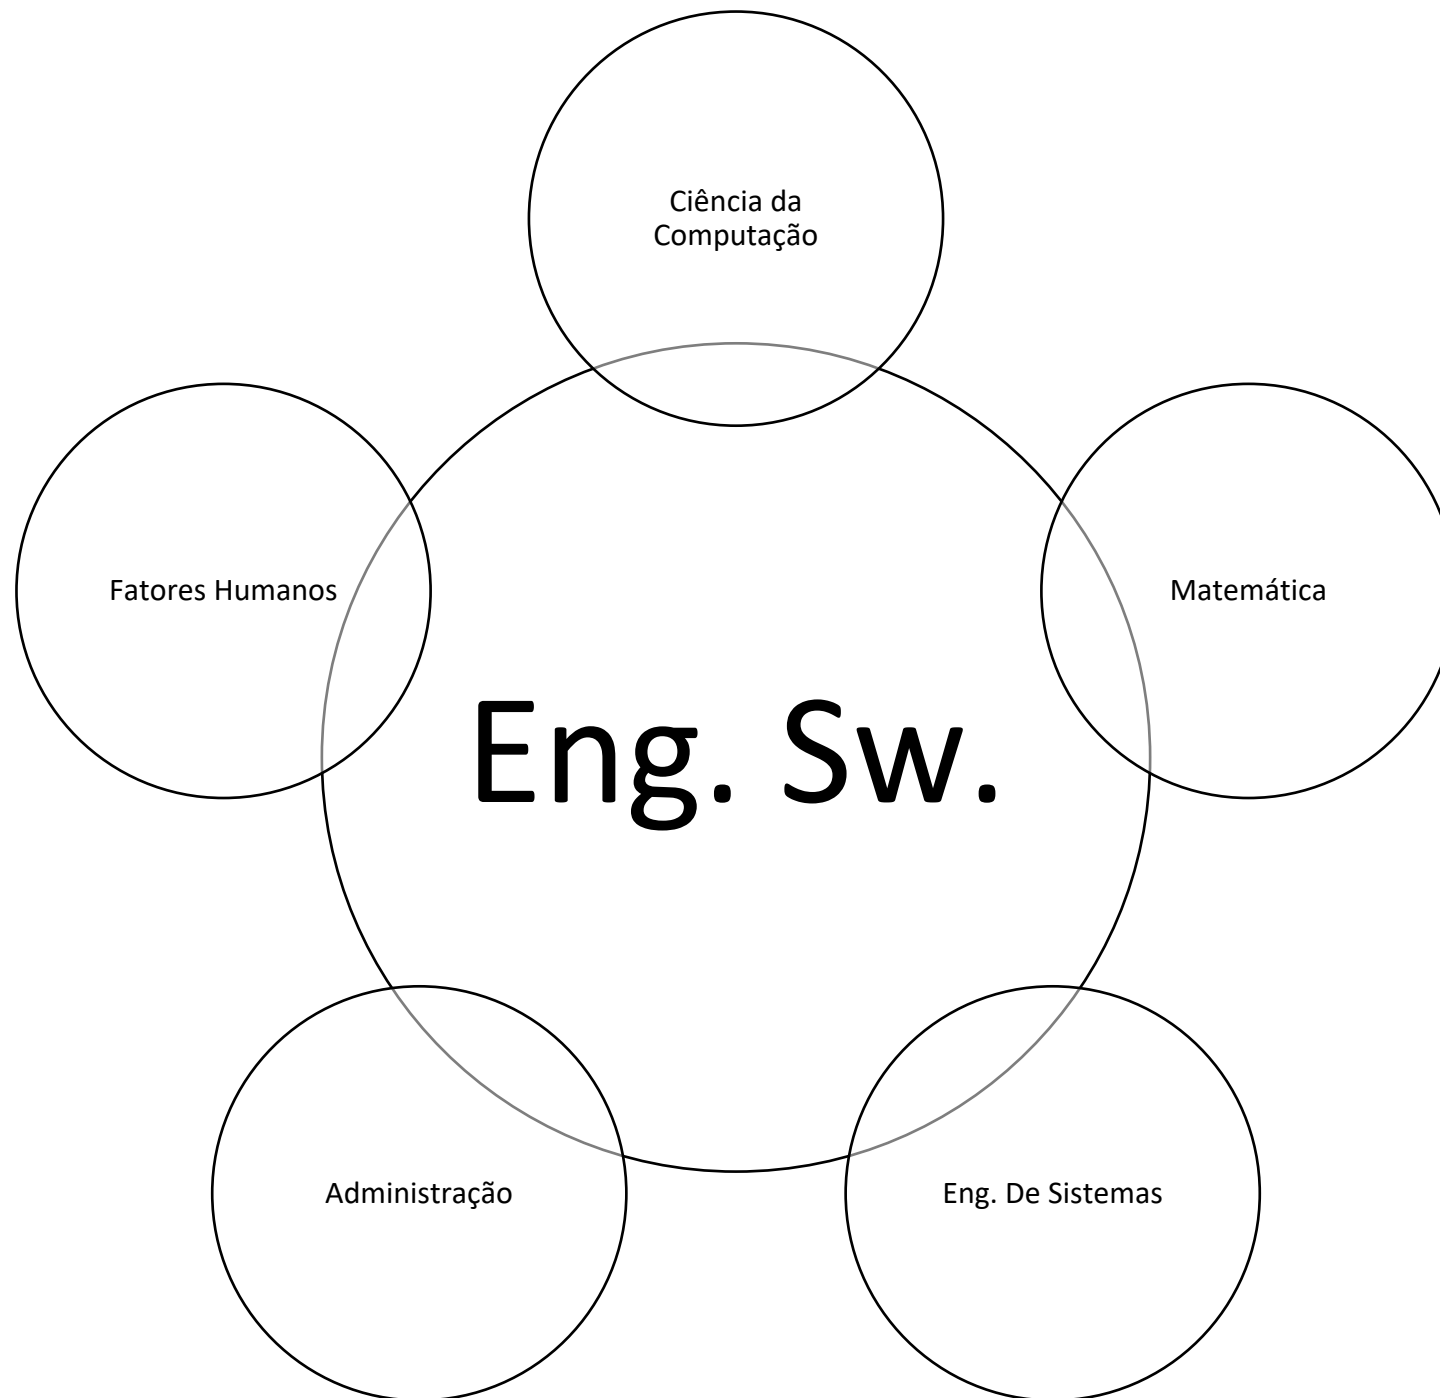 Ciência da
Computação
Fatores Humanos
Matemática
Eng. Sw.
Administração
Eng. De Sistemas